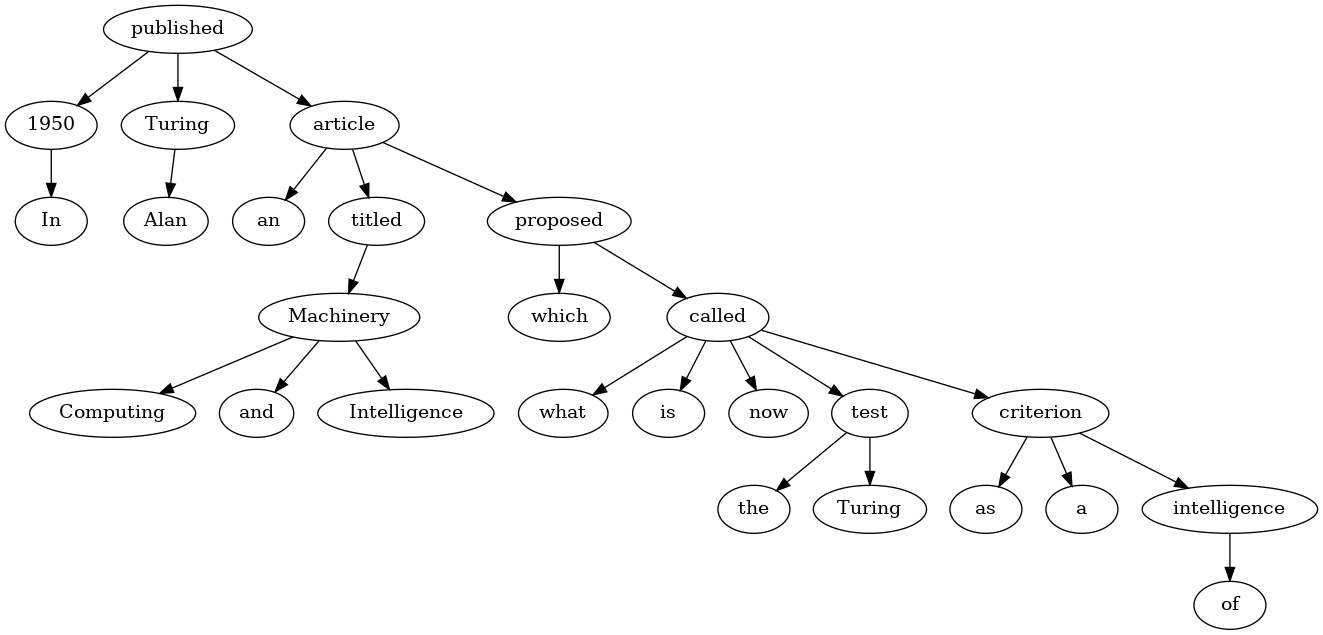 published
1950 Turing article
In Alan an titled proposed
Machinery which called
Computing and Intelligence what is now test criterion
the Turing as a intelligence
of